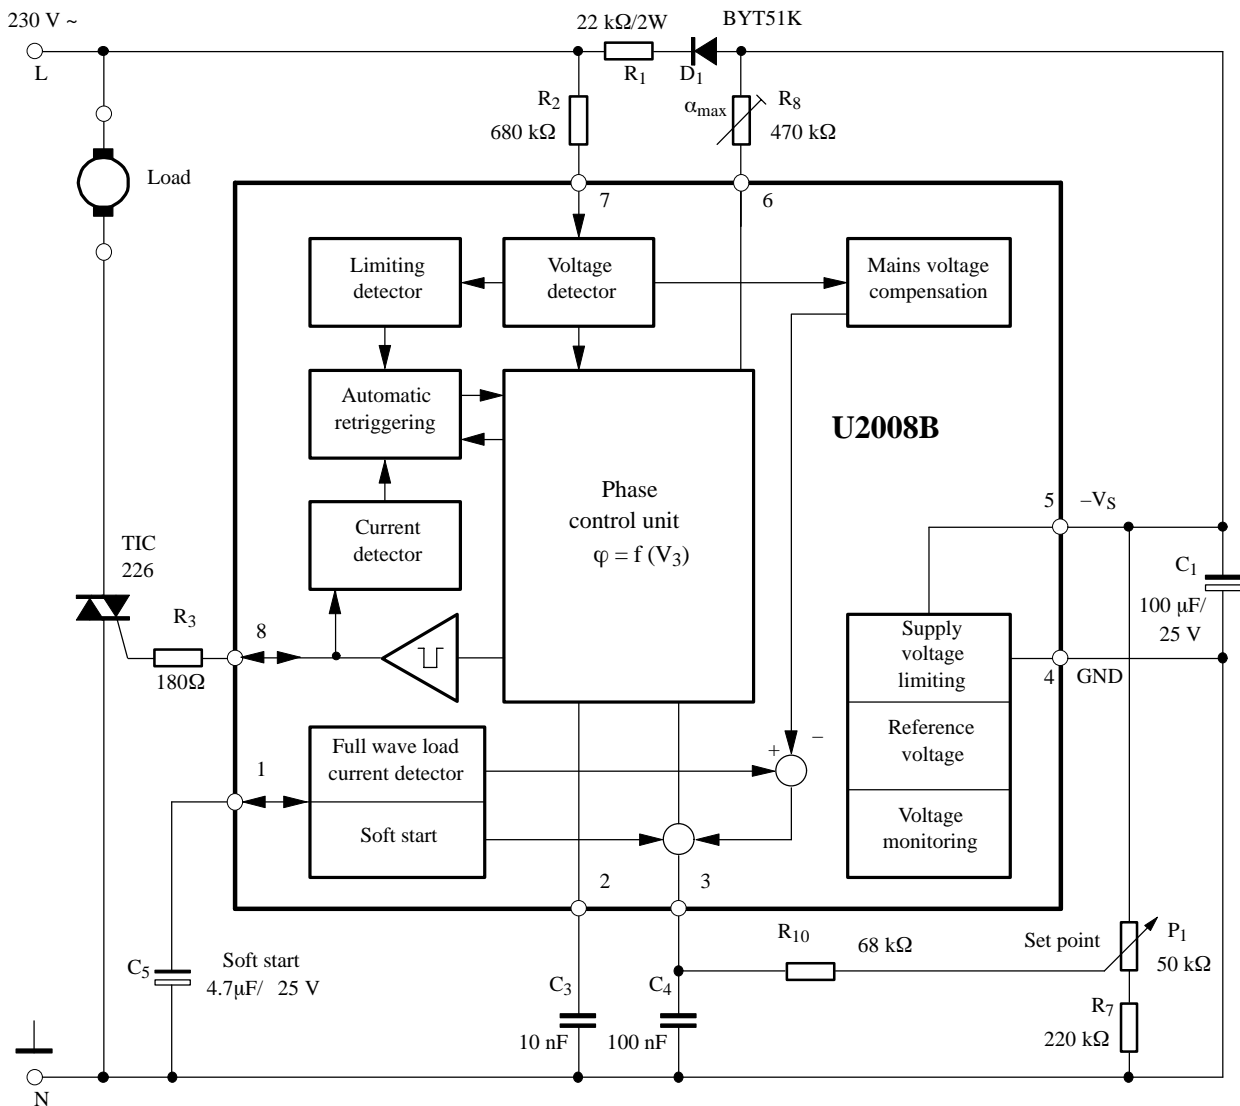 230 V ~
22 kΩ/2W
BYT51K
L
R1
D1
R2
680 kΩ
αmax
R8
470 kΩ
Load
7
6
Limiting
detector
Voltage
detector
Mains voltage
compensation
Automatic
retriggering
U2008B
Phase
control unit
φ = f (V3)
5
–VS
Current
detector
TIC
226
C1
100 μF/
25 V
R3
8
180Ω
Supply
voltage
limiting
4
GND
Reference
voltage
Full wave load
current detector
+
–
1
Soft start
Voltage
monitoring
2
3
R10
68 kΩ
Set point
P1
50 kΩ
C5
Soft start
4.7μF/ 25 V
C3
10 nF
C4
100 nF
R7
220 kΩ
N